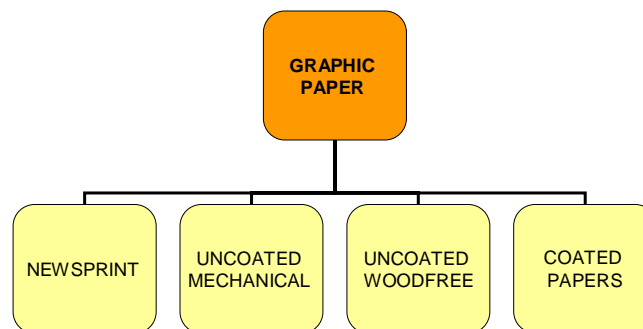 GRAPHIC
PAPER
NEWSPRINT
UNCOATED
MECHANICAL
UNCOATED
WOODFREE
COATED
PAPERS